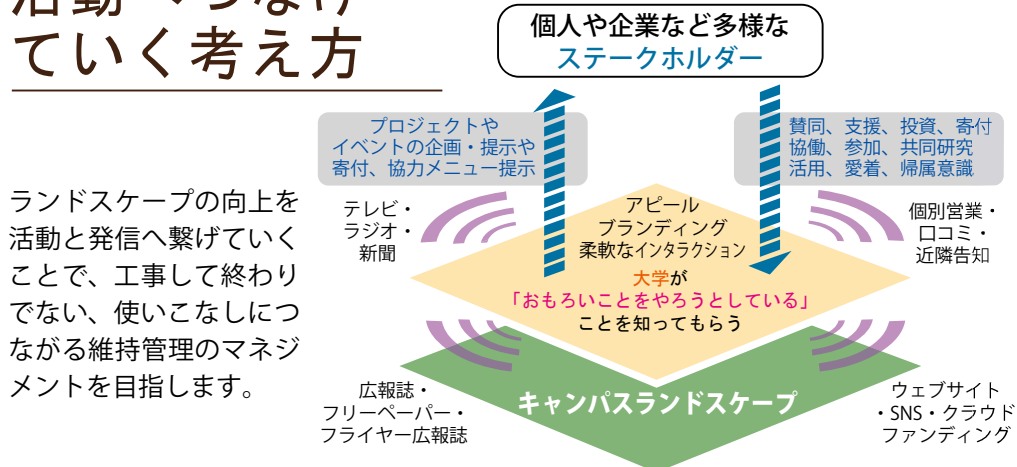 活動へつなげ
ていく考え方
ランドスケープの向上を
活動と発信へ繋げていく
ことで、工事して終わり
でない、使いこなしにつ
ながる維持管理のマネジ
メントを目指します。
個人や企業など多様な
ステークホルダー
プロジェクトや
イベントの企画・提示や
寄付、協力メニュー提示
賛同、支援、投資、寄付
協働、参加、共同研究
活用、愛着、帰属意識
テレビ・
ラジオ・
新聞
アピール
ブランディング
柔軟なインタラクション
大学が
「おもろいことをやろうとしている」
ことを知ってもらう
個別営業・
口コミ・
近隣告知
広報誌・
フリーペーパー・
フライヤー広報誌
キャンパスランドスケープ
ウェブサイト
・SNS・クラウド
ファンディング